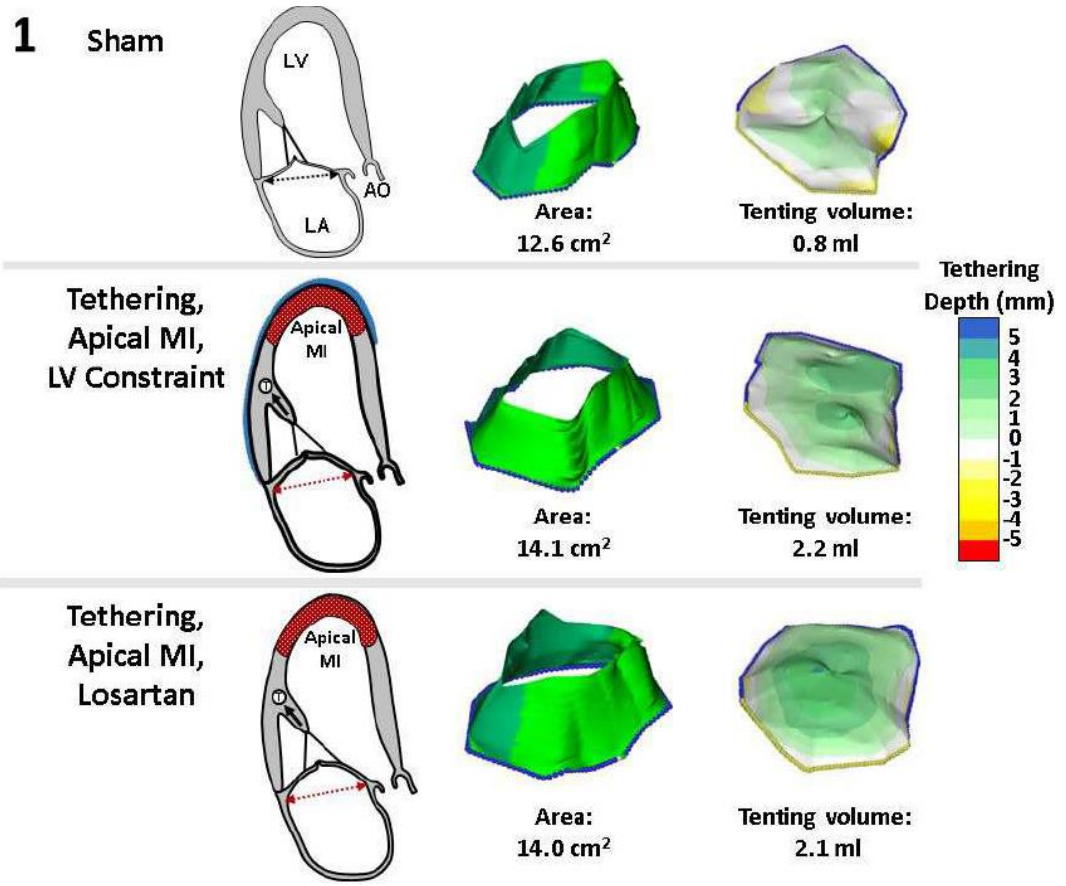 1 Sham
LV
AO
LA
Area:
12.6 cm²
Tenting volume:
0.8 ml
Tethering
Depth (mm)
5
4
3
2
1
0
-1
-2
-3
-4
-5
Tethering,
Apical MI,
LV Constraint
Apical
MI
T
Area:
14.1 cm²
Tenting volume:
2.2 ml
Tethering,
Apical MI,
Losartan
Apical
MI
T
Area:
14.0 cm²
Tenting volume:
2.1 ml